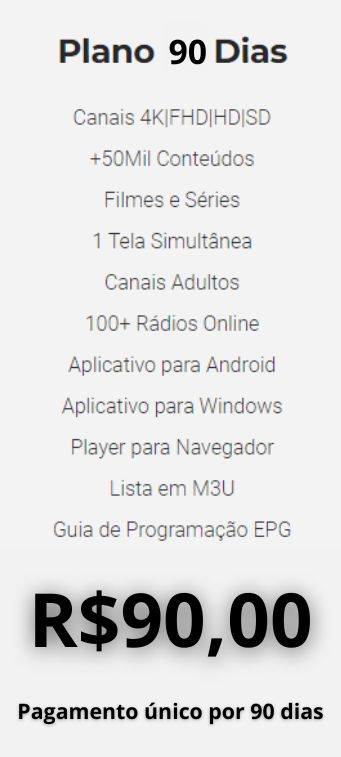 Plano 90 Dias
Canais 4K|FHD|HD|SD
+50Mil Conteúdos
Filmes e Séries
1 Tela Simultânea
Canais Adultos
100+ Rádios Online
Aplicativo para Android
Aplicativo para Windows
Player para Navegador
Lista em M3U
Guia de Programação EPG
R$90,00
Pagamento único por 90 dias